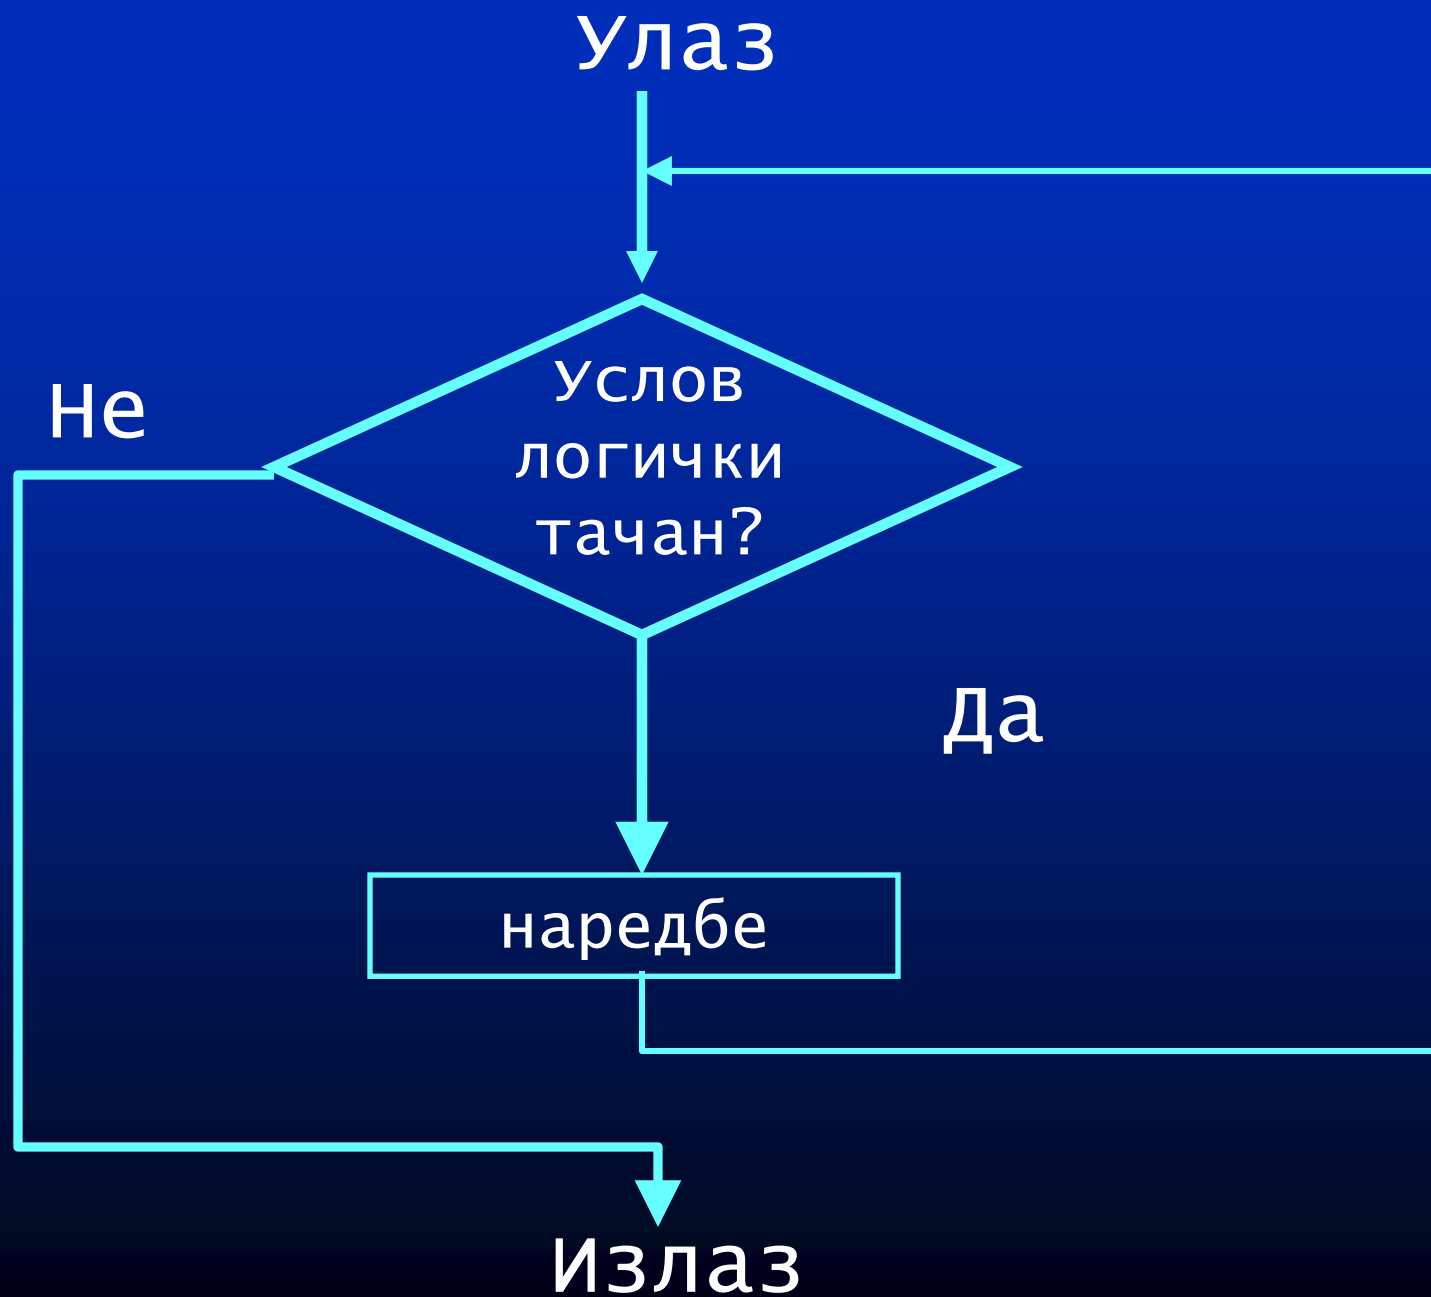 Улаз
Не
Услов
логички
тачан?
Да
наредбе
Излаз